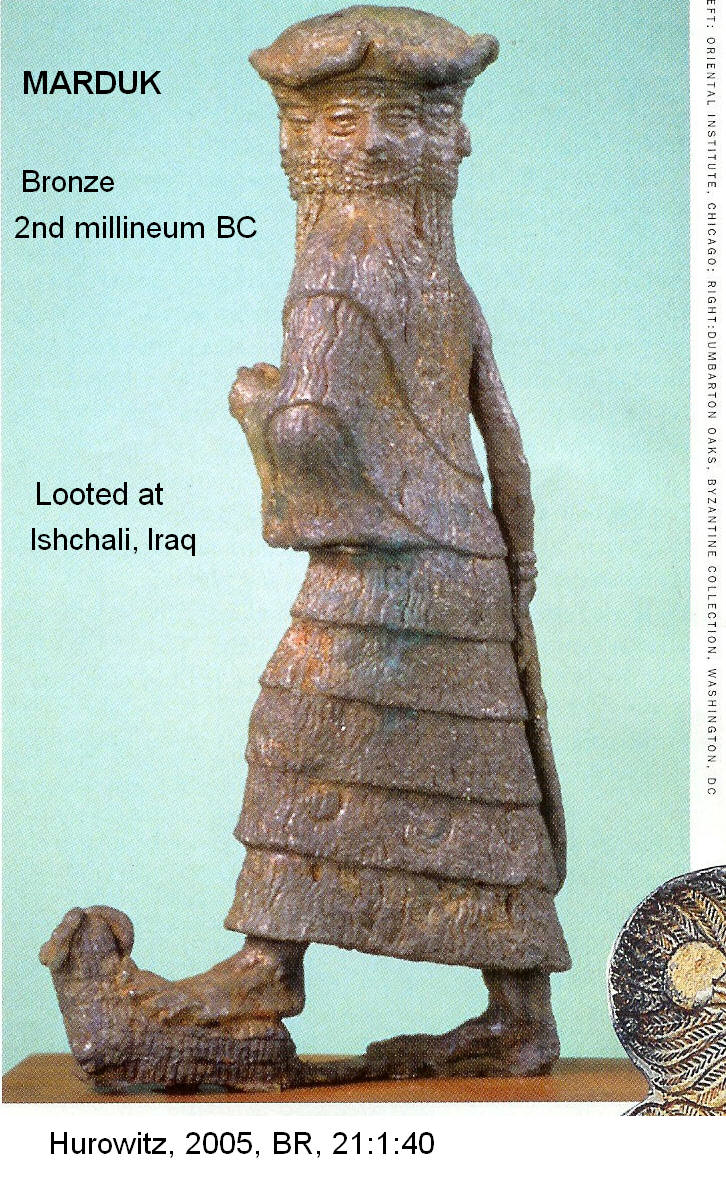 MARDUK
Bronze
2nd millineum BC
Looted at
Ishchali, Iraq
Hurowitz, 2005, BR, 21:1:40
EFT: ORIENTAL INSTITUTE, CHICAGO; RIGHT:DUMBARTON OAKS, BYZANTINE COLLECTION, WASHINGTON, DC